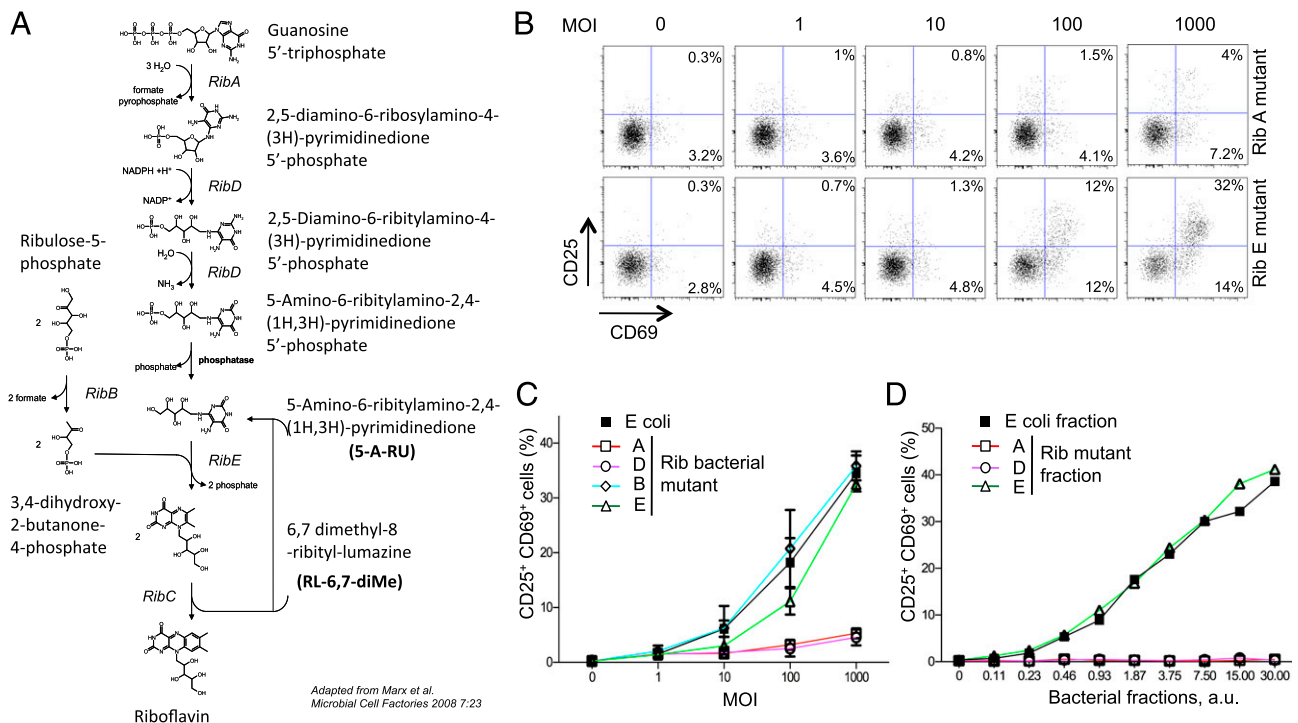 A
Guanosine
5’-triphosphate
3 H₂O
RibA
formate
pyrophosphate
2,5-diamino-6-ribosylamino-4-
(3H)-pyrimidinedione
5’-phosphate
NADPH +H⁺
RibD
NADP⁺
2,5-Diamino-6-ribitylamino-4-
(3H)-pyrimidinedione
5’-phosphate
H₂O
RibD
NH₃
5-Amino-6-ribitylamino-2,4-
(1H,3H)-pyrimidinedione
5’-phosphate
phosphate
phosphatase
Ribulose-5-
phosphate
2
2 formate
RibB
2
3,4-dihydroxy-
2-butanone-
4-phosphate
5-Amino-6-ribitylamino-2,4-
(1H,3H)-pyrimidinedione
(5-A-RU)
RibE
2 phosphate
2
6,7 dimethyl-8
-ribityl-lumazine
(RL-6,7-diMe)
RibC
Riboflavin
Adapted from Marx et al.
Microbial Cell Factories 2008 7:23
B
MOI 0 1 10 100 1000
0.3% 1% 0.8% 1.5% 4%
3.2% 3.6% 4.2% 4.1% 7.2%
Rib A mutant
0.3% 0.7% 1.3% 12% 32%
2.8% 4.5% 4.8% 12% 14%
Rib E mutant
CD25
CD69
C
E coli
A
D
B
E
Rib bacterial
mutant
CD25⁺ CD69⁺ cells (%)
40
30
20
10
0
0 1 10 100 1000
MOI
D
E coli fraction
A
D
E
Rib mutant
fraction
CD25⁺ CD69⁺ cells (%)
50
40
30
20
10
0
0 0.11 0.23 0.46 0.93 1.87 3.75 7.50 15.00 30.00
Bacterial fractions, a.u.